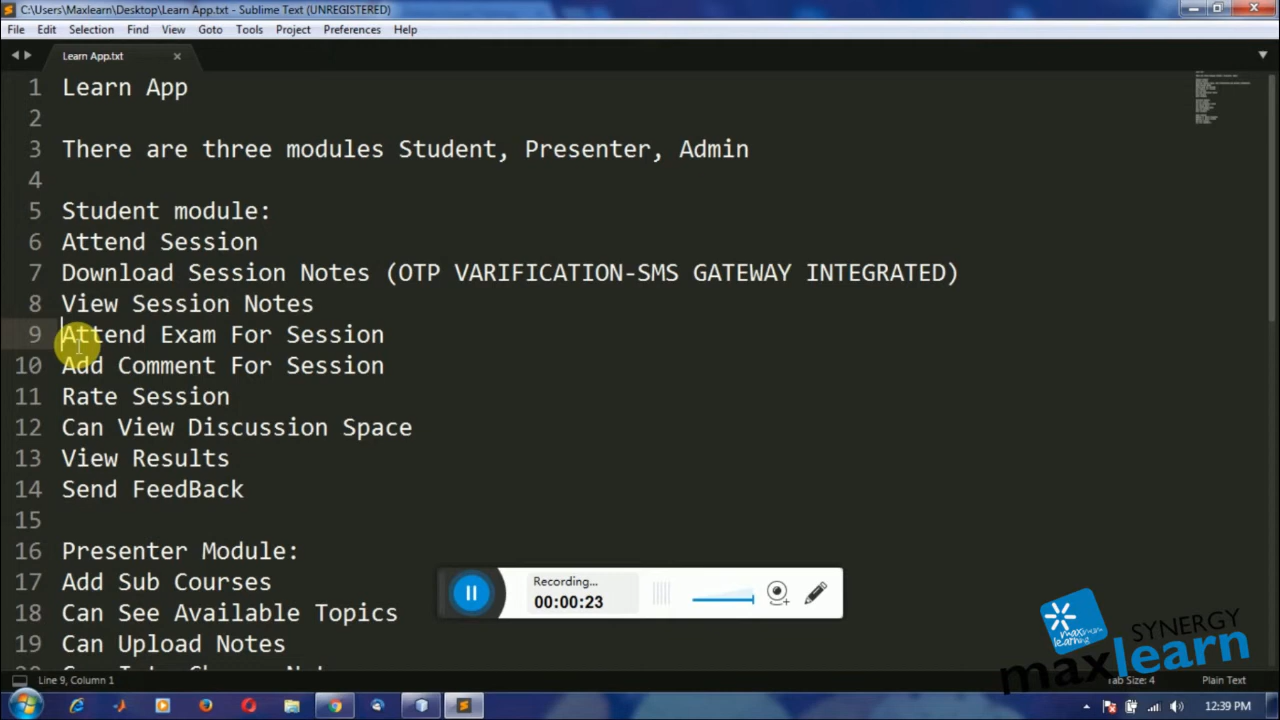 C:\Users\Maxlearn\Desktop\Learn App.txt - Sublime Text (UNREGISTERED)
File Edit Selection Find View Goto Tools Project Preferences Help
Learn App.txt
1 Learn App
2
3 There are three modules Student, Presenter, Admin
4
5 Student module:
6 Attend Session
7 Download Session Notes (OTP VARIFICATION-SMS GATEWAY INTEGRATED)
8 View Session Notes
9 Attend Exam For Session
10 Add Comment For Session
11 Rate Session
12 Can View Discussion Space
13 View Results
14 Send FeedBack
15
16 Presenter Module:
17 Add Sub Courses
18 Can See Available Topics
19 Can Upload Notes
Recording...
00:00:23
maximum learning
SYNERGY
maxlearn
Line 9, Column 1
Tab Size: 4
Plain Text
12:39 PM